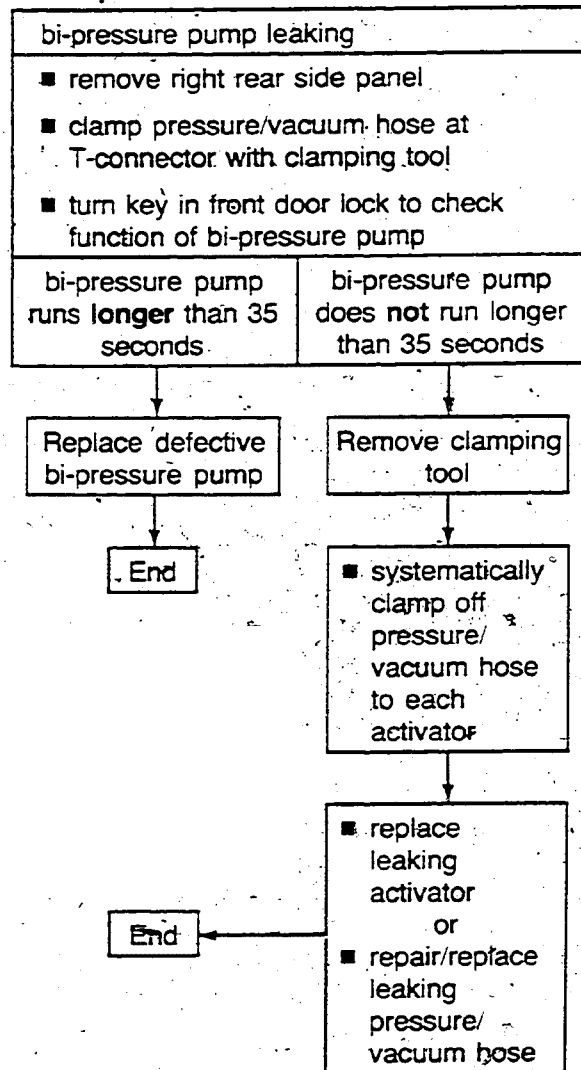 bi-pressure pump leaking
■ remove right rear side panel
■ clamp pressure/vacuum hose at
T-connector with clamping tool
■ turn key in front door lock to check
function of bi-pressure pump
bi-pressure pump
runs longer than 35
seconds
bi-pressure pump
does not run longer
than 35 seconds
Replace defective
bi-pressure pump
End
Remove clamping
tool
■ systematically
clamp off
pressure/
vacuum hose
to each
activator
■ replace
leaking
activator
or
■ repair/replace
leaking
pressure/
vacuum hose
End